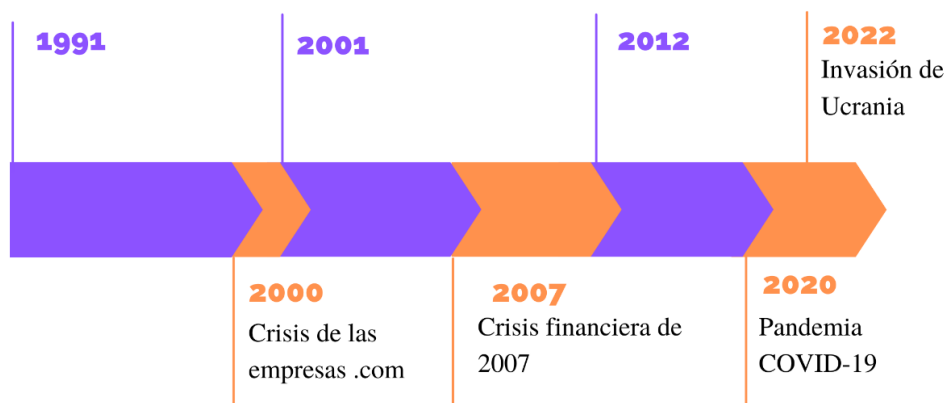 1991
2001
2012
2022
Invasión de
Ucrania
2000
Crisis de las
empresas .com
2007
Crisis financiera de
2007
2020
Pandemia
COVID-19